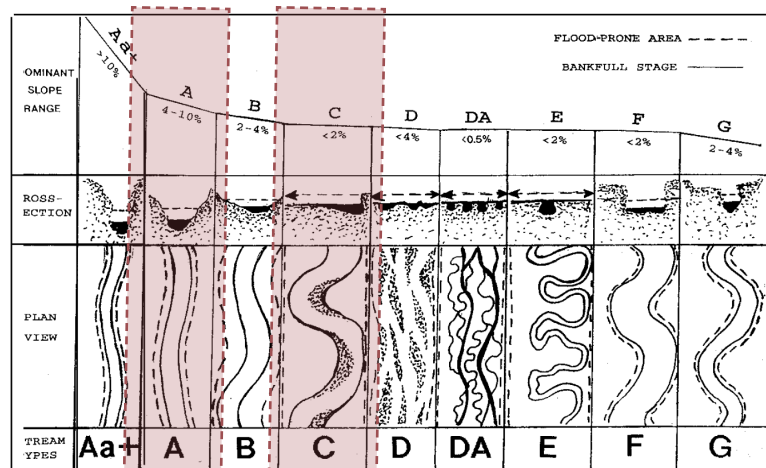 FLOOD-PRONE AREA
BANKFULL STAGE
OMINANT
SLOPE
RANGE
Aa+
>10%
A
4-10%
B
2-4%
C
<2%
D
<4%
DA
<0.5%
E
<2%
F
<2%
G
2-4%
ROSS-
ECTION
PLAN
VIEW
TREAM
YPES
Aa+ A B C D DA E F G